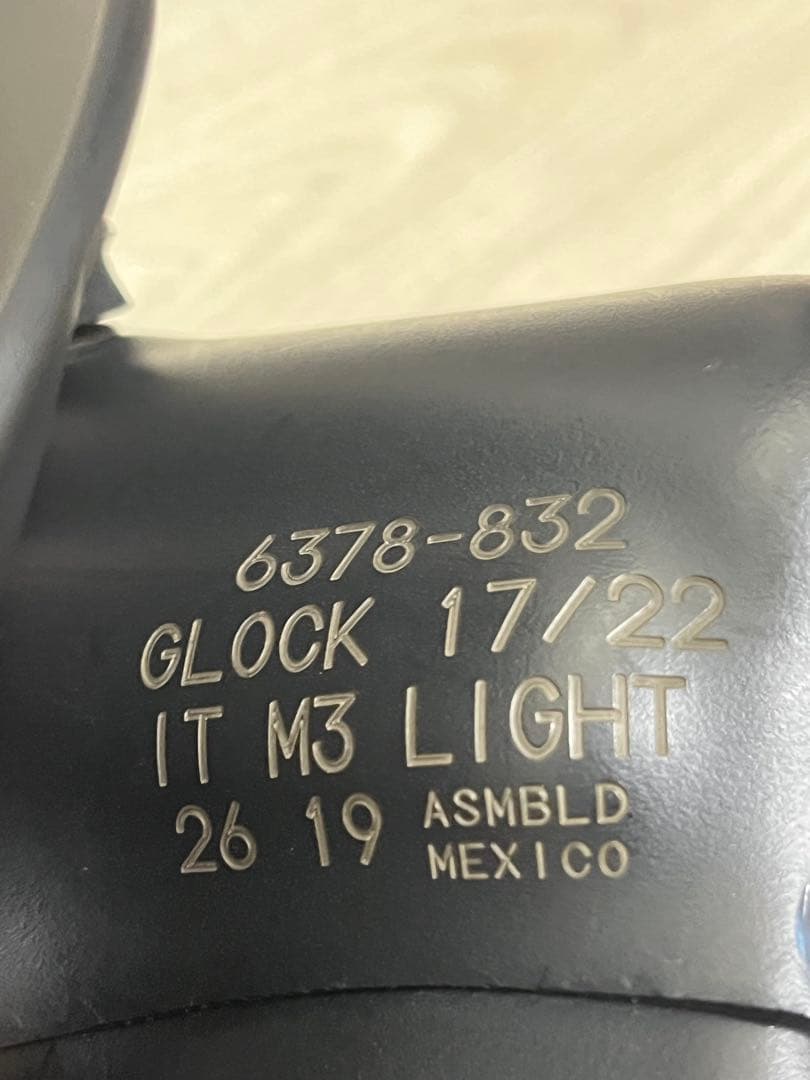 6378-832
GLOCK 17/22
IT M3 LIGHT
26 19 ASMBLD
MEXICO